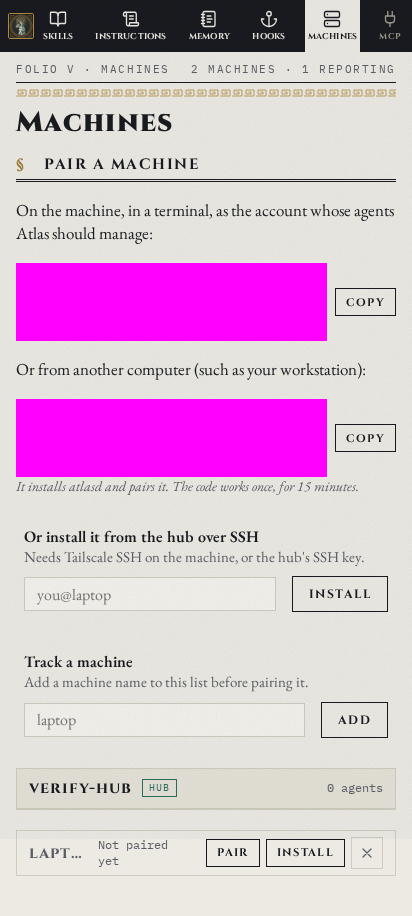 SKILLS INSTRUCTIONS MEMORY HOOKS MACHINES MCP
FOLIO V · MACHINES 2 MACHINES · 1 REPORTING
MACHINES
§ PAIR A MACHINE
On the machine, in a terminal, as the account whose agents
Atlas should manage:
COPY
Or from another computer (such as your workstation):
COPY
It installs atlasd and pairs it. The code works once, for 15 minutes.
Or install it from the hub over SSH
Needs Tailscale SSH on the machine, or the hub's SSH key.
you@laptop INSTALL
Track a machine
Add a machine name to this list before pairing it.
laptop ADD
VERIFY-HUB HUB 0 agents
LAPT… Not paired yet PAIR INSTALL